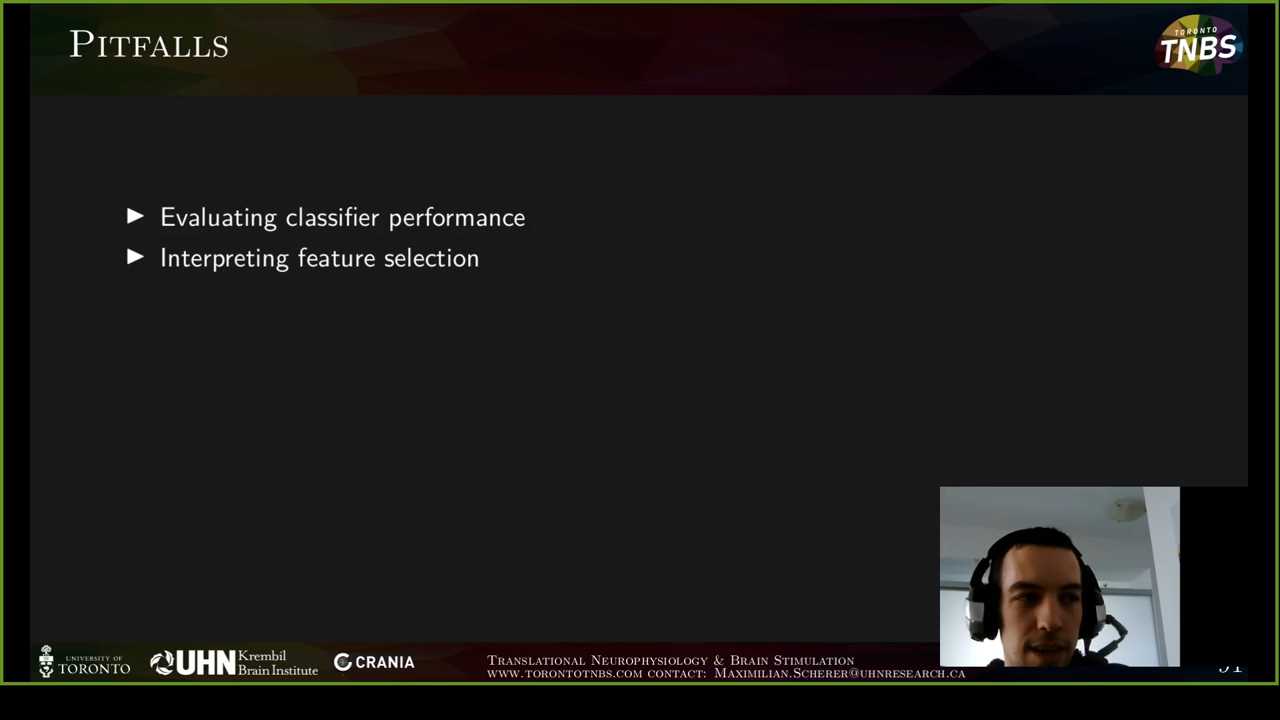 PITFALLS
TORONTO
TNBS
▶ Evaluating classifier performance
▶ Interpreting feature selection
UNIVERSITY OF
TORONTO
UHN Krembil
Brain Institute
CRANIA
TRANSLATIONAL NEUROPHYSIOLOGY & BRAIN STIMULATION
WWW.TORONTOTNBS.COM CONTACT: MAXIMILIAN.SCHERER@UHNRESEARCH.CA